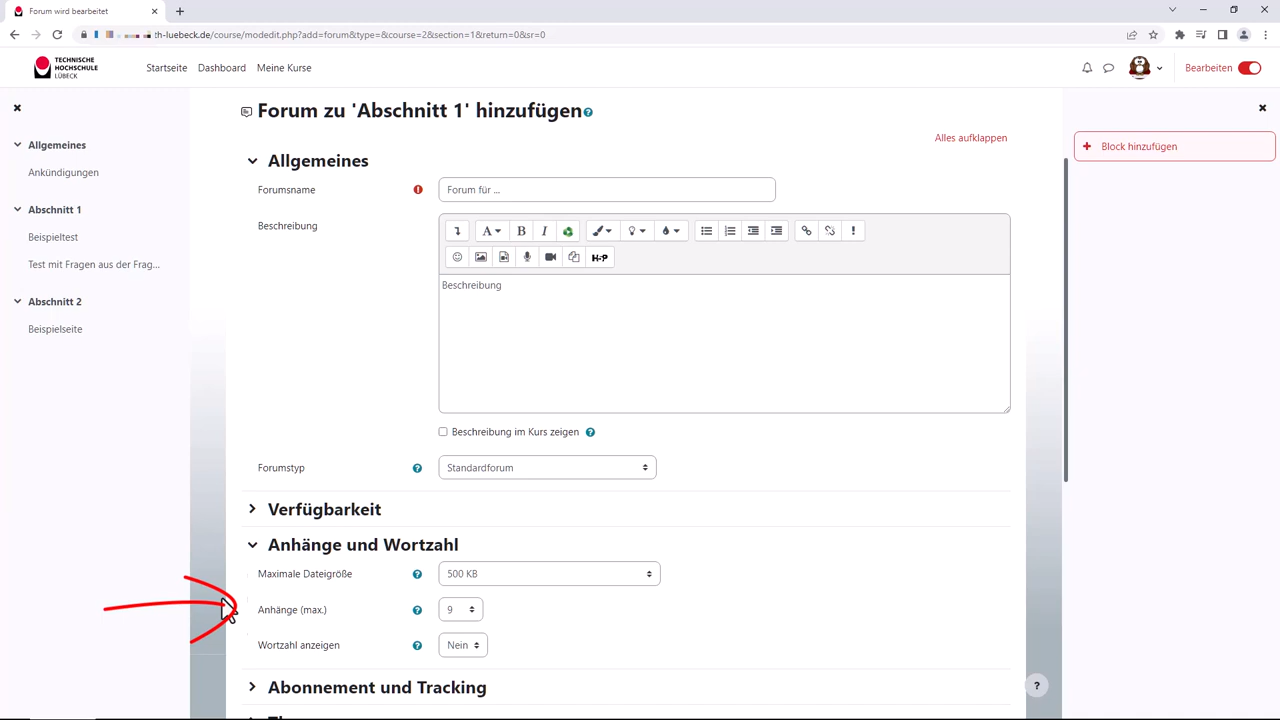 Forum wird bearbeitet
th-luebeck.de/course/modedit.php?add=forum&type=&course=2&section=1&return=0&sr=0
TECHNISCHE
HOCHSCHULE
LÜBECK
Startseite Dashboard Meine Kurse
Bearbeiten
Allgemeines
Ankündigungen
Abschnitt 1
Beispieltest
Test mit Fragen aus der Frag...
Abschnitt 2
Beispielseite
Forum zu 'Abschnitt 1' hinzufügen
Alles aufklappen
Allgemeines
Forumsname
Forum für ...
Beschreibung
A B I
H-P
Beschreibung
Beschreibung im Kurs zeigen
Forumstyp
Standardforum
Verfügbarkeit
Anhänge und Wortzahl
Maximale Dateigröße
500 KB
Anhänge (max.)
9
Wortzahl anzeigen
Nein
Abonnement und Tracking
Block hinzufügen